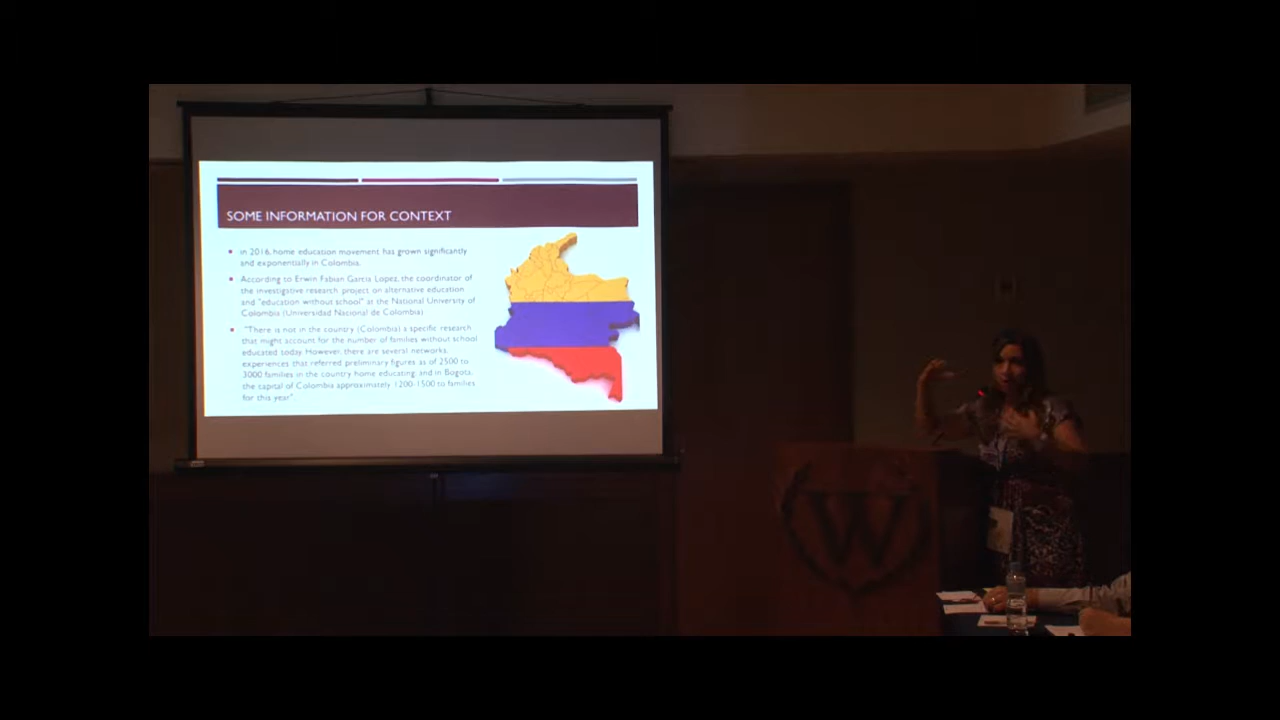 SOME INFORMATION FOR CONTEXT
in 2016, home education movement has grown significantly
and exponentially in Colombia.
According to Erwin Fabian Garcia Lopez, the coordinator of
the investigative research project on alternative education
and "education without school" at the National University of
Colombia (Universidad Nacional de Colombia)
"There is not in the country (Colombia) a specific research
that might account for the number of families without school
educated today. However, there are several networks,
experiences that referred preliminary figures as of 2500 to
3000 families in the country home educating; and in Bogota,
the capital of Colombia approximately 1200-1500 to families
for this year"
W